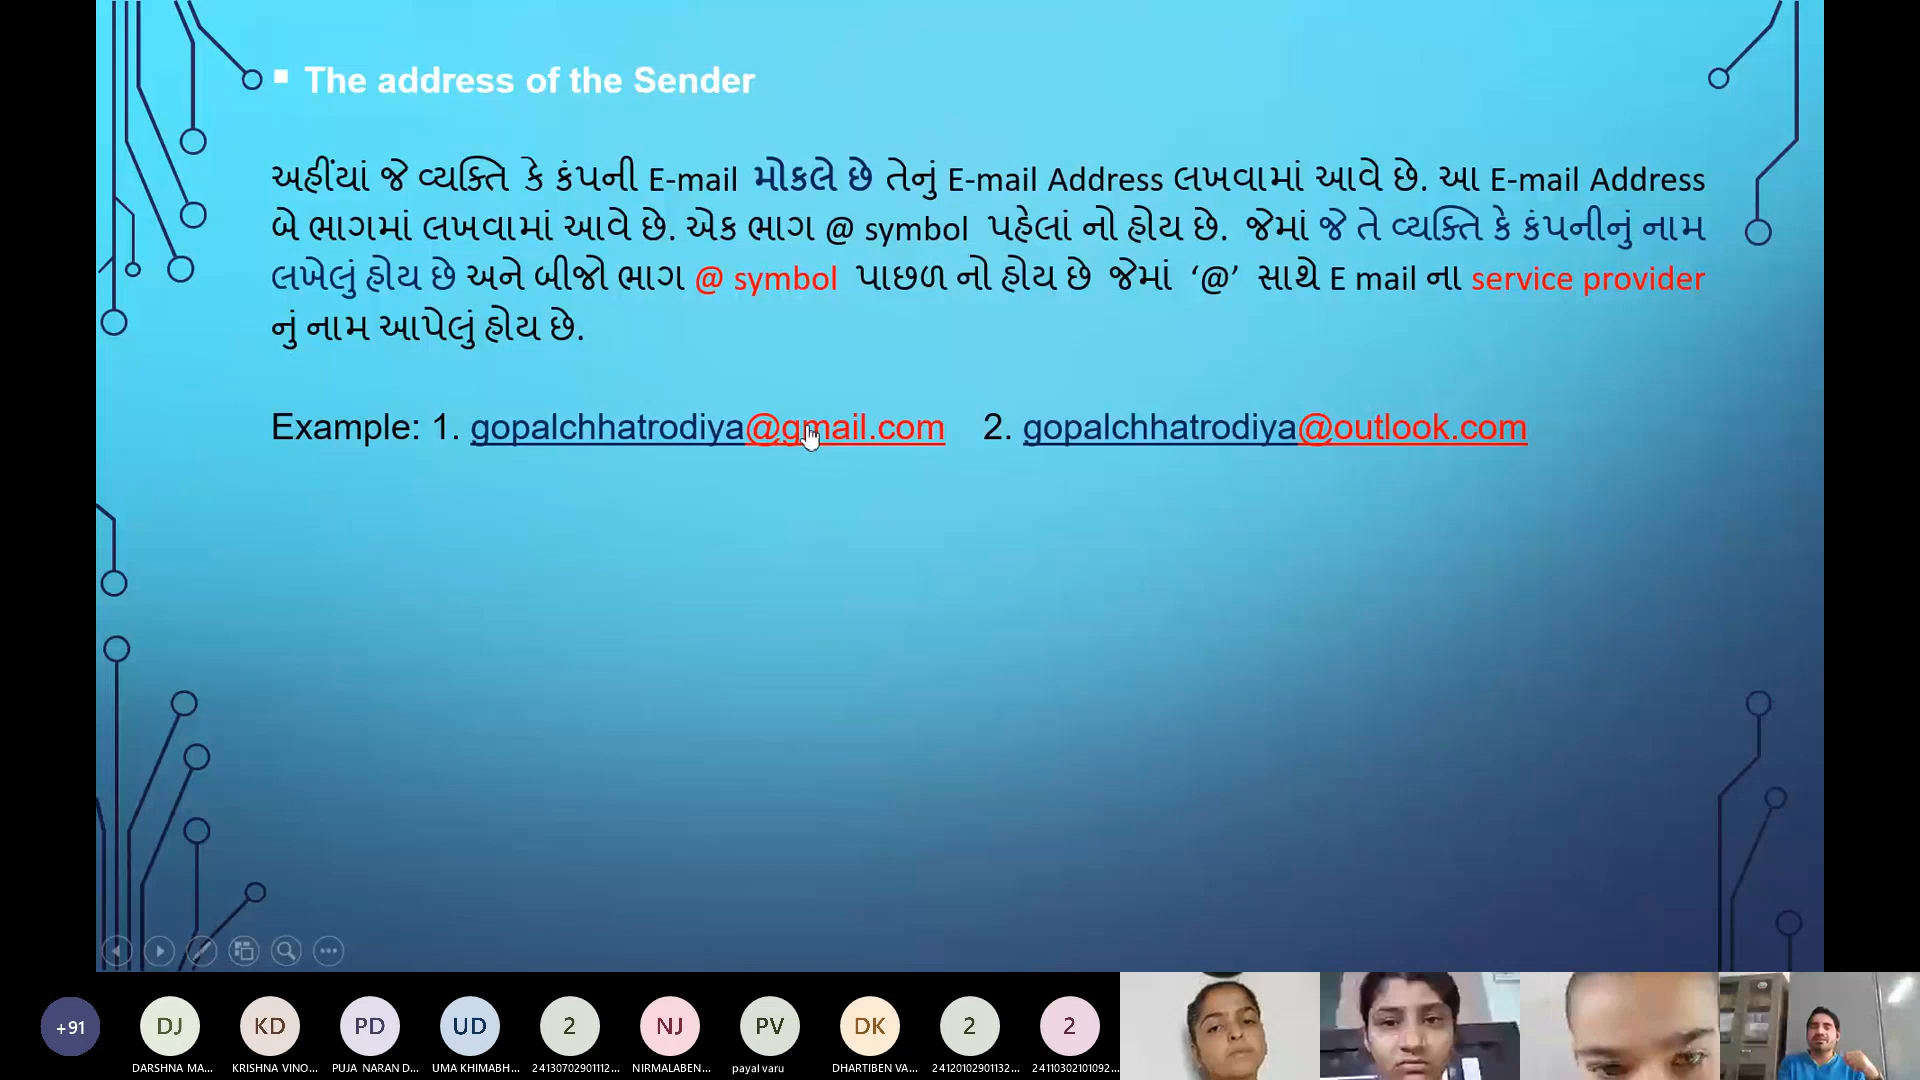 ▪ The address of the Sender
અહીંયાં જે વ્યક્તિ કે કંપની E-mail મોકલે છે તેનું E-mail Address લખવામાં આવે છે. આ E-mail Address
બે ભાગમાં લખવામાં આવે છે. એક ભાગ @ symbol પહેલાં નો હોય છે. જેમાં જે તે વ્યક્તિ કે કંપનીનું નામ
લખેલું હોય છે અને બીજો ભાગ @ symbol પાછળ નો હોય છે જેમાં ‘@’ સાથે E mail ના service provider
નું નામ આપેલું હોય છે.
Example: 1. gopalchhatrodiya@gmail.com 2. gopalchhatrodiya@outlook.com
+91 DJ KD PD UD 2 NJ PV DK 2 2
DARSHNA MA... KRISHNA VINO... PUJA NARAN D... UMA KHIMABH... 24130702901112... NIRMALABEN... payal varu DHARTIBEN VA... 24120102901132... 24110302101092...